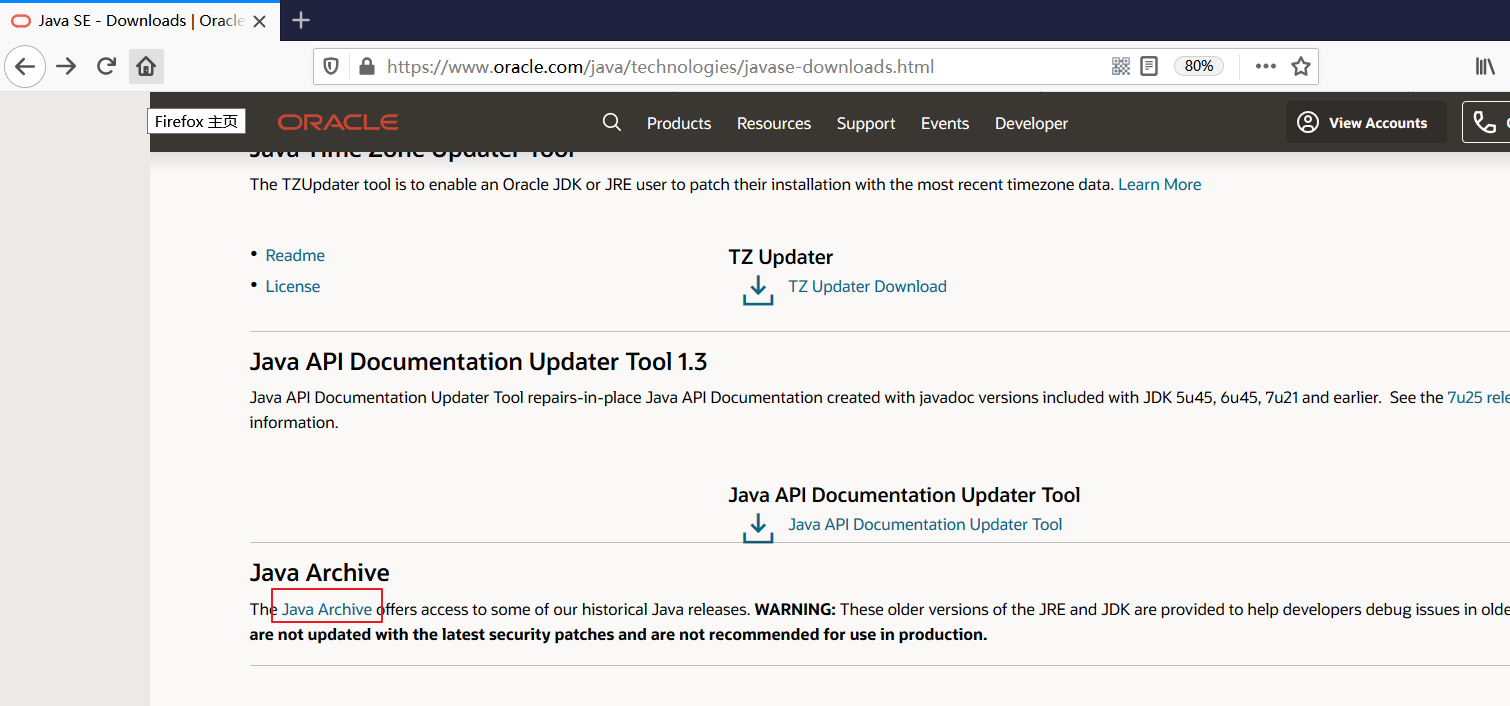 Java SE - Downloads | Oracle
https://www.oracle.com/java/technologies/javase-downloads.html
80%
Firefox 主页
ORACLE
Products
Resources
Support
Events
Developer
View Accounts
Java Time Zone Updater Tool
The TZUpdater tool is to enable an Oracle JDK or JRE user to patch their installation with the most recent timezone data. Learn More
• Readme
• License
TZ Updater
TZ Updater Download
Java API Documentation Updater Tool 1.3
Java API Documentation Updater Tool repairs-in-place Java API Documentation created with javadoc versions included with JDK 5u45, 6u45, 7u21 and earlier. See the 7u25 rele
information.
Java API Documentation Updater Tool
Java API Documentation Updater Tool
Java Archive
The Java Archive offers access to some of our historical Java releases. WARNING: These older versions of the JRE and JDK are provided to help developers debug issues in olde
are not updated with the latest security patches and are not recommended for use in production.